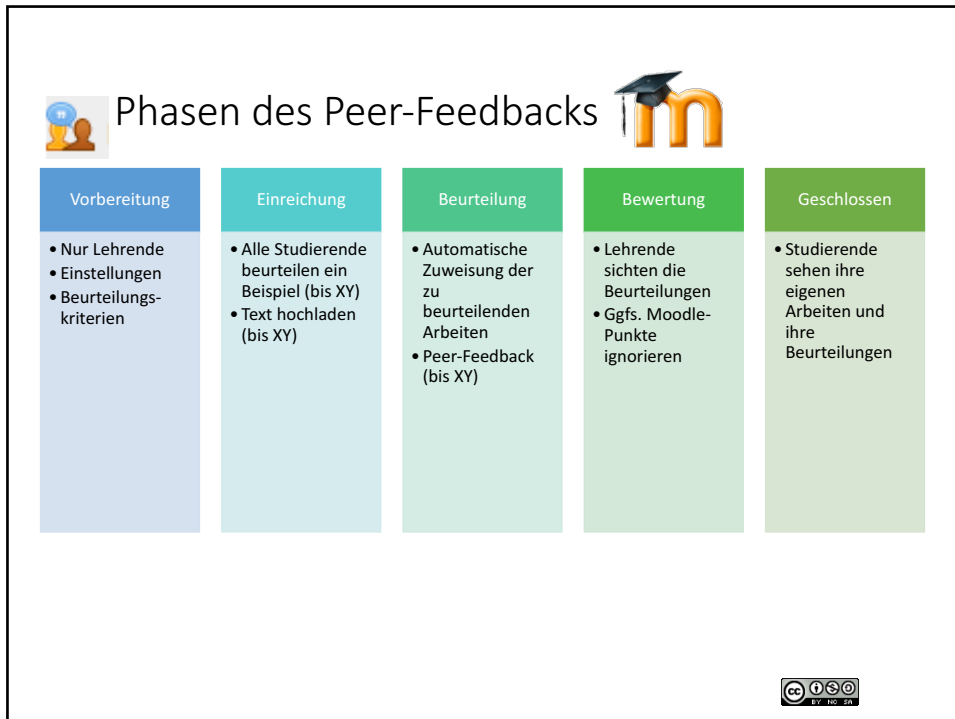 Phasen des Peer-Feedbacks
m
Vorbereitung
• Nur Lehrende
• Einstellungen
• Beurteilungs-
kriterien
Einreichung
• Alle Studierende
beurteilen ein
Beispiel (bis XY)
• Text hochladen
(bis XY)
Beurteilung
• Automatische
Zuweisung der
zu
beurteilenden
Arbeiten
• Peer-Feedback
(bis XY)
Bewertung
• Lehrende
sichten die
Beurteilungen
• Ggfs. Moodle-
Punkte
ignorieren
Geschlossen
• Studierende
sehen ihre
eigenen
Arbeiten und
ihre
Beurteilungen
cc
BY NC SA